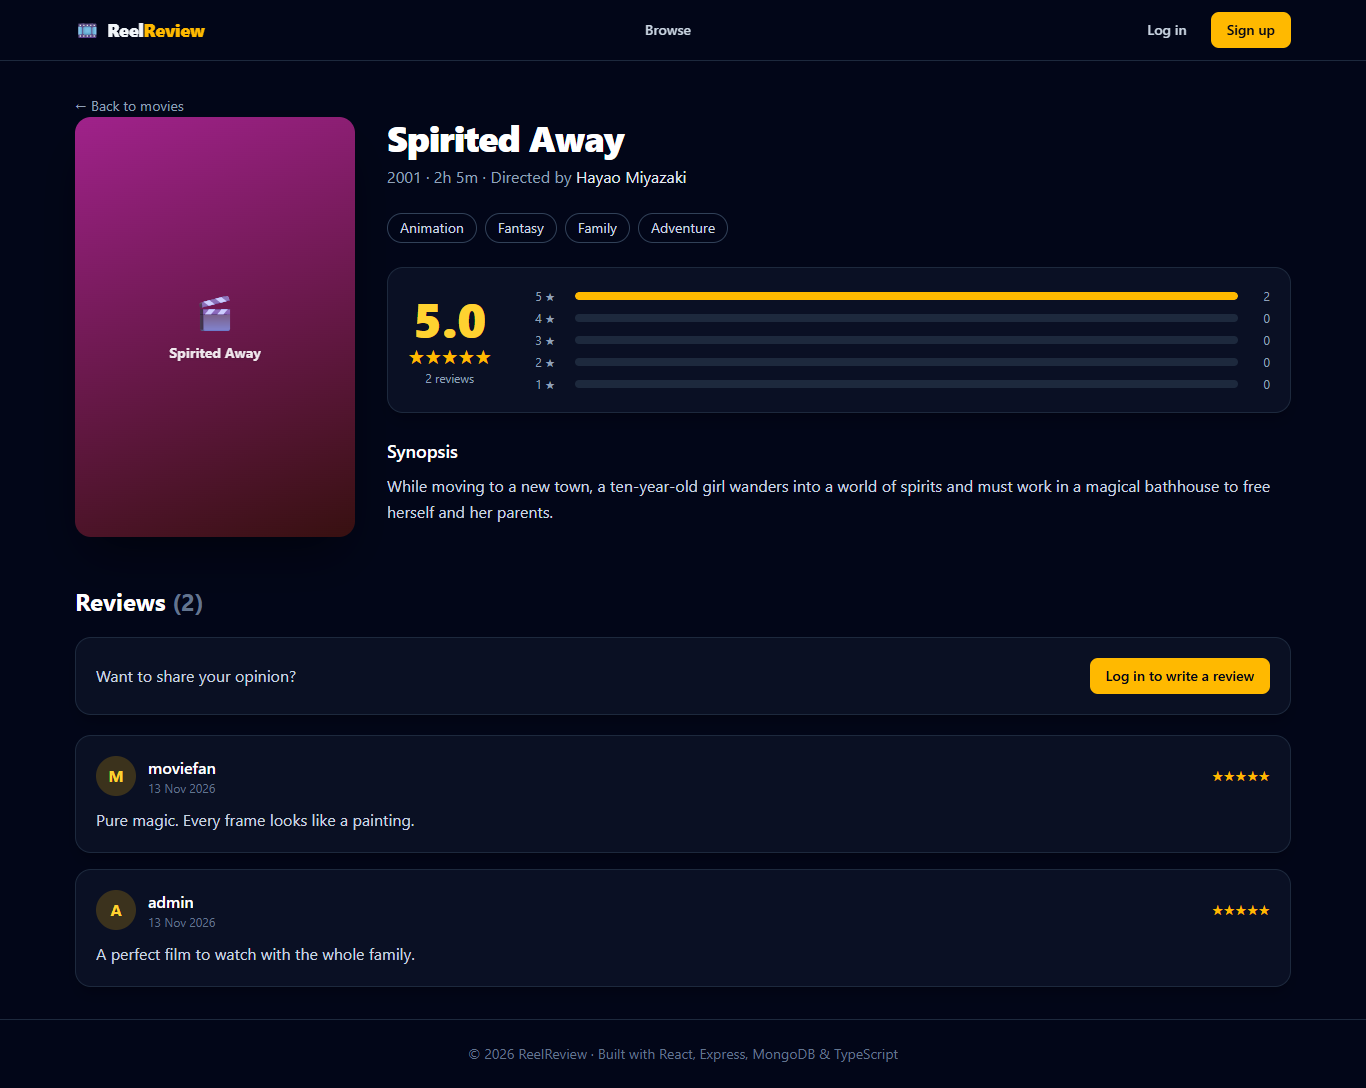 ReelReview
Browse
Log in
Sign up
← Back to movies
Spirited Away
Spirited Away
2001 · 2h 5m · Directed by Hayao Miyazaki
Animation
Fantasy
Family
Adventure
5.0
★★★★★
2 reviews
5 ★ 2
4 ★ 0
3 ★ 0
2 ★ 0
1 ★ 0
Synopsis
While moving to a new town, a ten-year-old girl wanders into a world of spirits and must work in a magical bathhouse to free
herself and her parents.
Reviews (2)
Want to share your opinion?
Log in to write a review
M
moviefan
13 Nov 2026
★★★★★
Pure magic. Every frame looks like a painting.
A
admin
13 Nov 2026
★★★★★
A perfect film to watch with the whole family.
© 2026 ReelReview · Built with React, Express, MongoDB & TypeScript